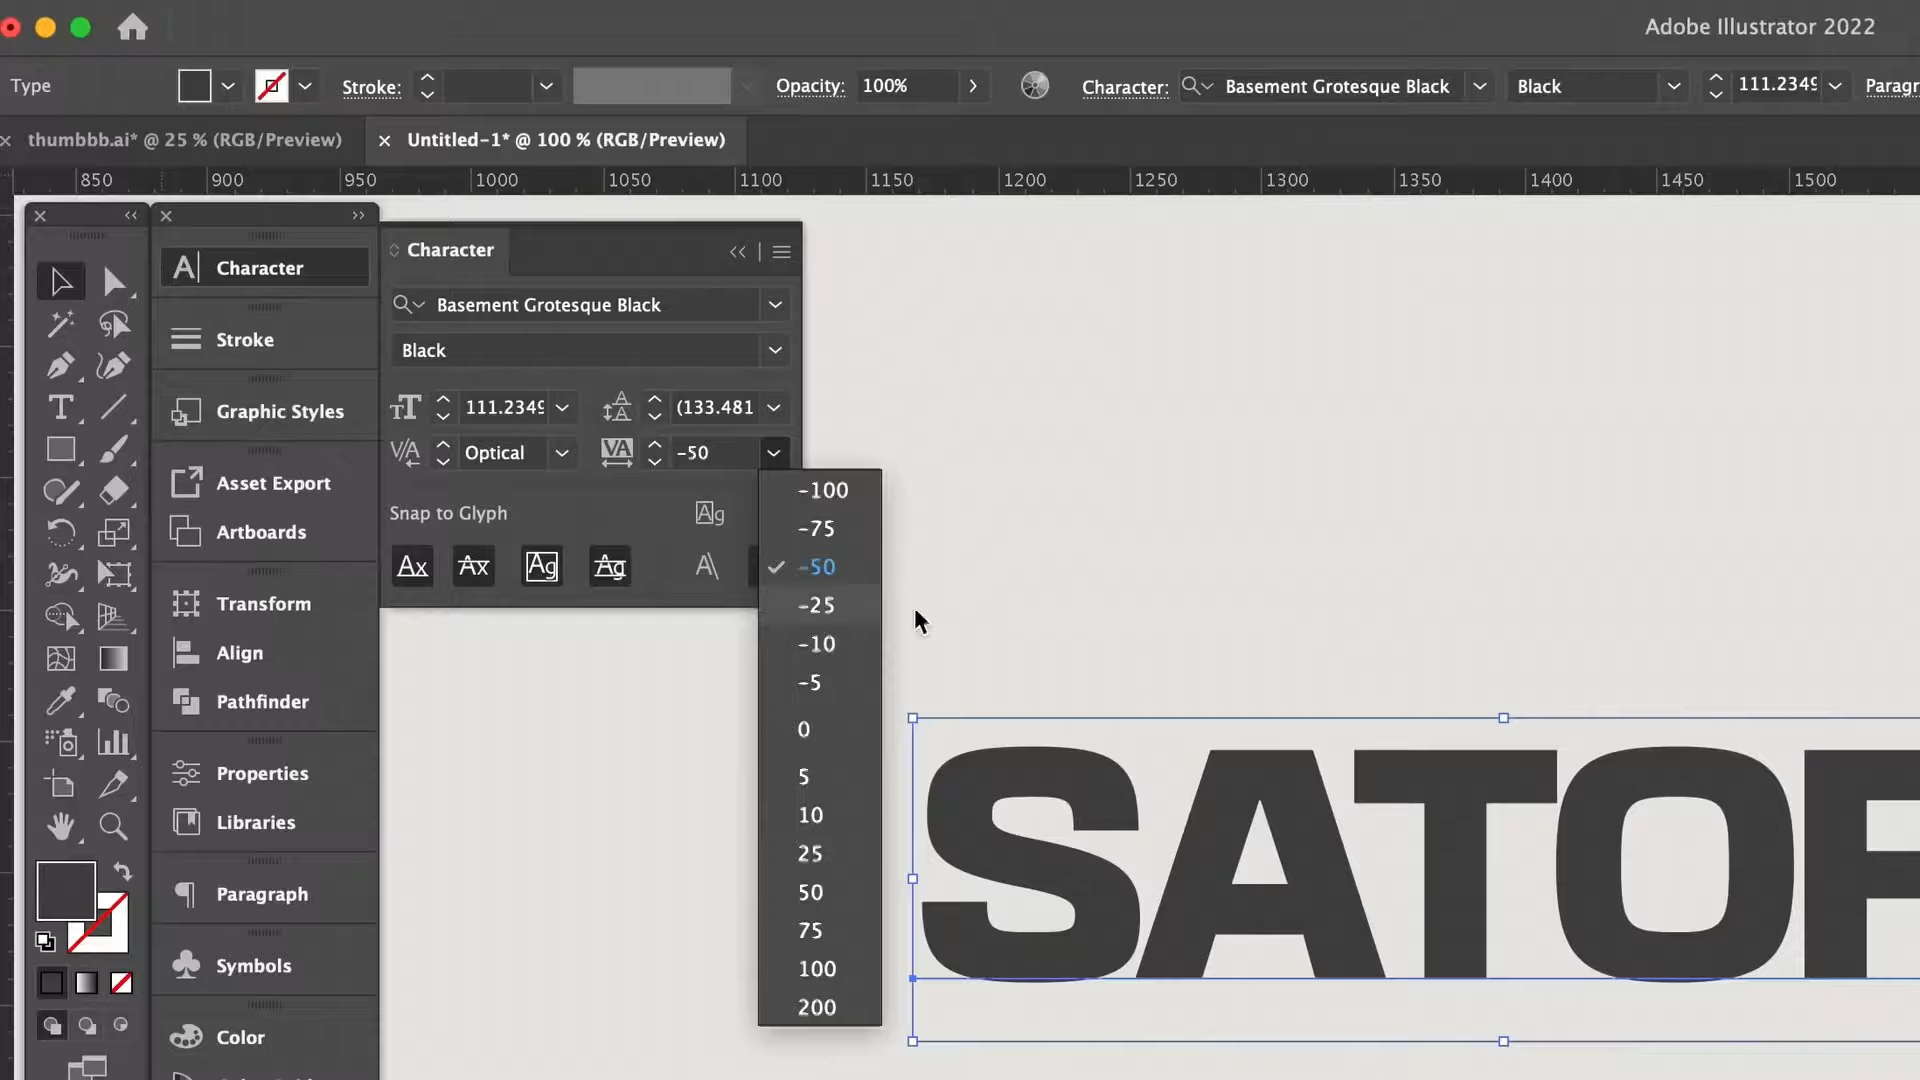 Adobe Illustrator 2022
Type
Stroke:
Opacity:
100%
Character:
Basement Grotesque Black
Black
111.2349
Paragr
thumbbb.ai* @ 25 % (RGB/Preview)
Untitled-1* @ 100 % (RGB/Preview)
850 900 950 1000 1050 1100 1150 1200 1250 1300 1350 1400 1450 1500
Character
Stroke
Graphic Styles
Asset Export
Artboards
Transform
Align
Pathfinder
Properties
Libraries
Paragraph
Symbols
Color
Character
Basement Grotesque Black
Black
111.2349
(133.481
Optical
-50
Snap to Glyph
-100
-75
-50
-25
-10
-5
0
5
10
25
50
75
100
200
SATOR